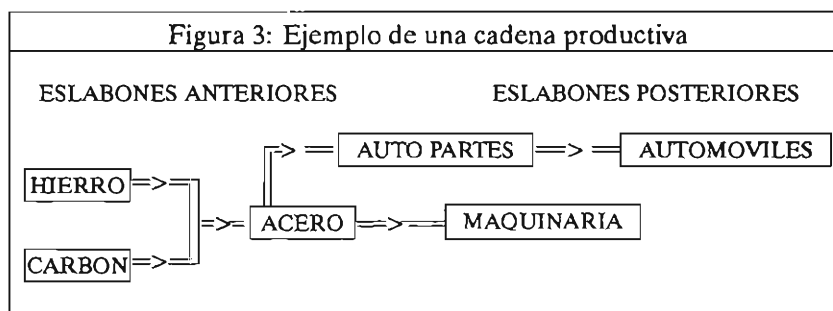 Figura 3: Ejemplo de una cadena productiva
ESLABONES ANTERIORES ESLABONES POSTERIORES
AUTO PARTES AUTOMOVILES
HIERRO
ACERO MAQUINARIA
CARBON